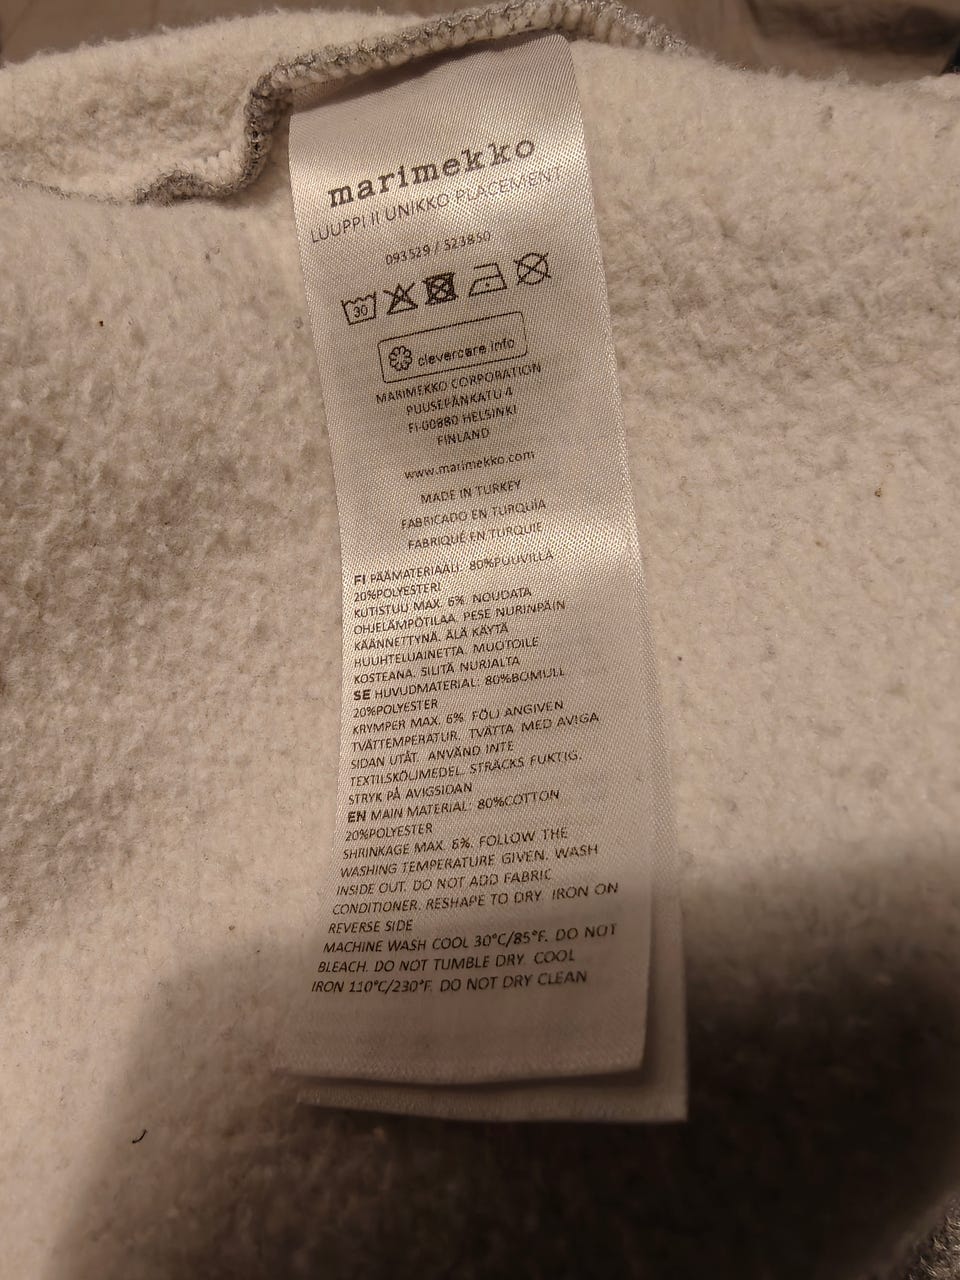 marimekko
LUUPPI II UNIKKO PLACEMENT
093529 / 523850
30
clevercare info
MARIMEKKO CORPORATION
PUUSEPÄNKATU 4
FI-00880 HELSINKI
FINLAND
www.marimekko.com
MADE IN TURKEY
FABRICADO EN TURQUÍA
FABRIQUÉ EN TURQUIE
FI PÄÄMATERIAALI: 80%PUUVILLA
20%POLYESTERI
KUTISTUU MAX. 6%. NOUDATA
OHJELÄMPÖTILAA. PESE NURINPÄIN
KÄÄNNETTYNÄ. ÄLÄ KÄYTÄ
HUUHTELUAINETTA. MUOTOILE
KOSTEANA. SILITÄ NURJALTA
SE HUVUDMATERIAL: 80%BOMULL
20%POLYESTER
KRYMPER MAX. 6%. FÖLJ ANGIVEN
TVÄTTEMPERATUR. TVÄTTA MED AVIGA
SIDAN UTÅT. ANVÄND INTE
TEXTILSKÖLJMEDEL. STRÄCKS FUKTIG.
STRYK PÅ AVIGSIDAN
EN MAIN MATERIAL: 80%COTTON
20%POLYESTER
SHRINKAGE MAX. 6%. FOLLOW THE
WASHING TEMPERATURE GIVEN. WASH
INSIDE OUT. DO NOT ADD FABRIC
CONDITIONER. RESHAPE TO DRY. IRON ON
REVERSE SIDE
MACHINE WASH COOL 30°C/85°F. DO NOT
BLEACH. DO NOT TUMBLE DRY. COOL
IRON 110°C/230°F. DO NOT DRY CLEAN